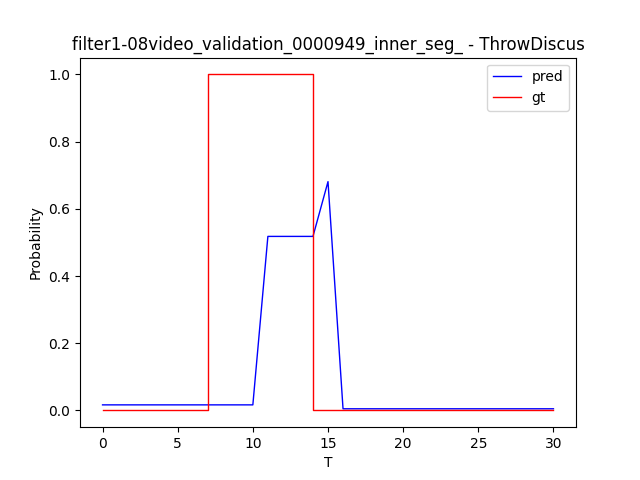 filter1-08video_validation_0000949_inner_seg_ - ThrowDiscus
pred
gt
1.0
0.8
0.6
0.4
0.2
0.0
Probability
0 5 10 15 20 25 30
T